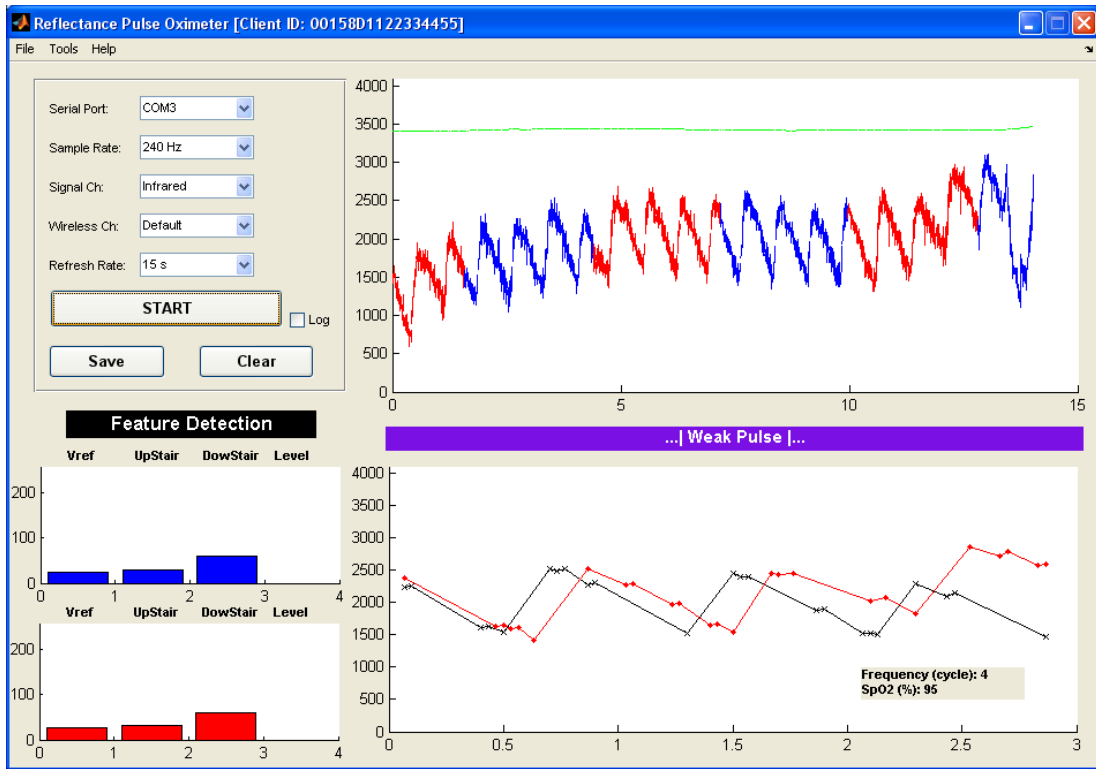 Reflectance Pulse Oximeter [Client ID: 00158D1122334455]
File Tools Help
Serial Port: COM3
Sample Rate: 240 Hz
Signal Ch: Infrared
Wireless Ch: Default
Refresh Rate: 15 s
START
Log
Save Clear
4000
3500
3000
2500
2000
1500
1000
500
0
0 5 10 15
Feature Detection
Vref UpStair DowStair Level
200
100
0
0 1 2 3 4
Vref UpStair DowStair Level
200
100
0
0 1 2 3 4
...| Weak Pulse |...
4000
3500
3000
2500
2000
1500
1000
500
0
Frequency (cycle): 4
SpO2 (%): 95
0 0.5 1 1.5 2 2.5 3